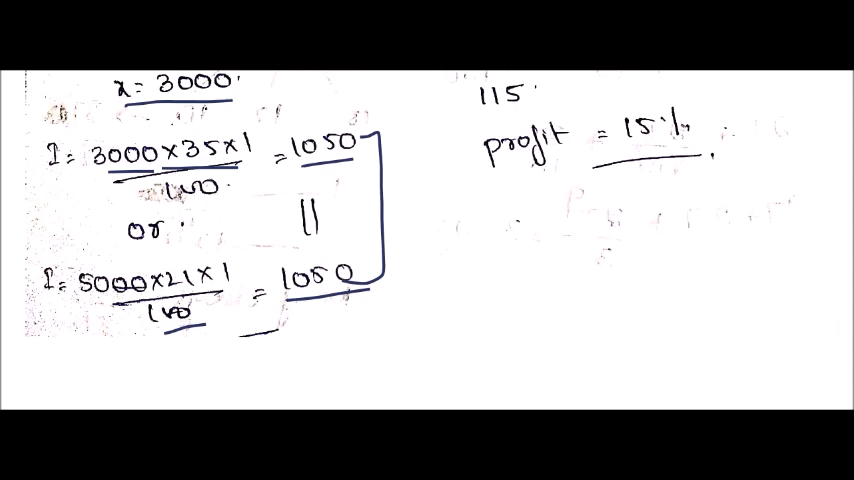 x = 3000.
I = 3000 x 35 x 1 = 1050
100.
or .
||
I = 5000 x 21 x 1 = 1050
100
115.
profit = 15 %.